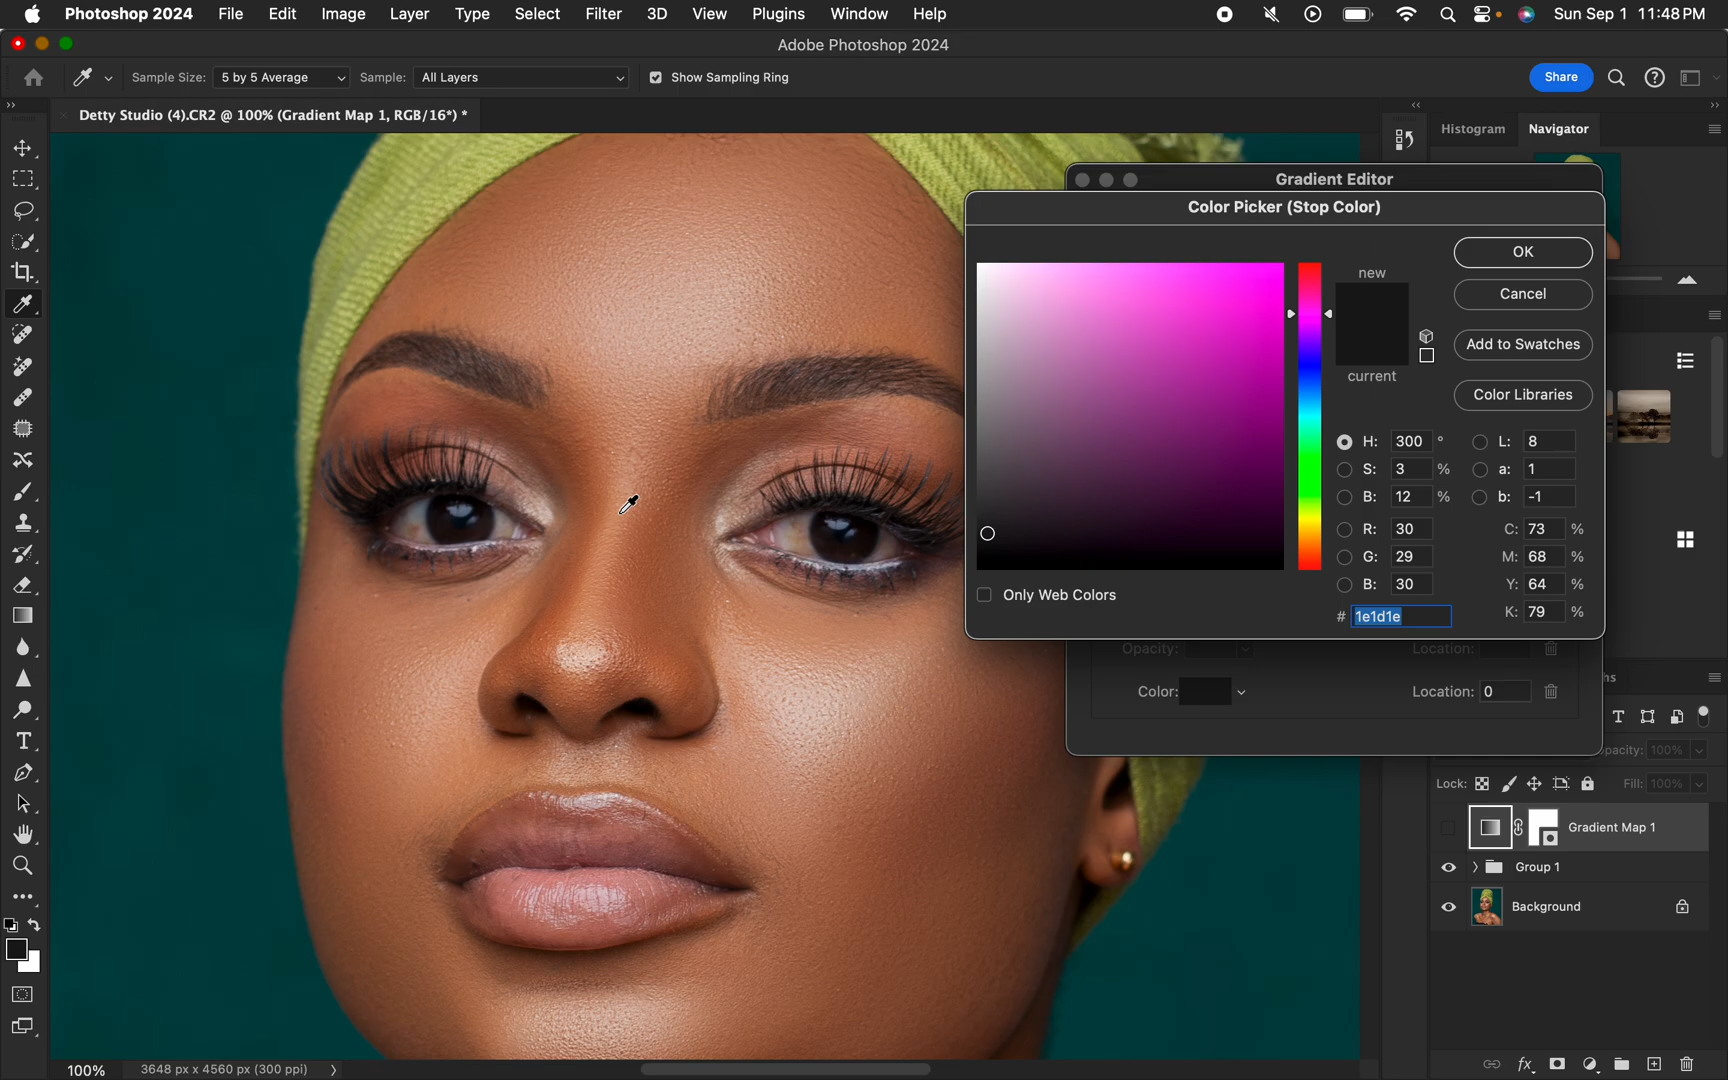 Photoshop 2024 File Edit Image Layer Type Select Filter 3D View Plugins Window Help Sun Sep 1 11:48 PM
Adobe Photoshop 2024
Sample Size: 5 by 5 Average Sample: All Layers Show Sampling Ring Share
Detty Studio (4).CR2 @ 100% (Gradient Map 1, RGB/16*) *
Histogram Navigator
Gradient Editor
Color Picker (Stop Color)
OK
new
Cancel
Add to Swatches
current
Color Libraries
H: 300 ° L: 8
S: 3 % a: 1
B: 12 % b: -1
R: 30 C: 73 %
G: 29 M: 68 %
B: 30 Y: 64 %
Only Web Colors
# 1e1d1e K: 79 %
Opacity: Location:
Color: Location: 0
Opacity: 100%
Lock: Fill: 100%
Gradient Map 1
Group 1
Background
100% 3648 px x 4560 px (300 ppi)